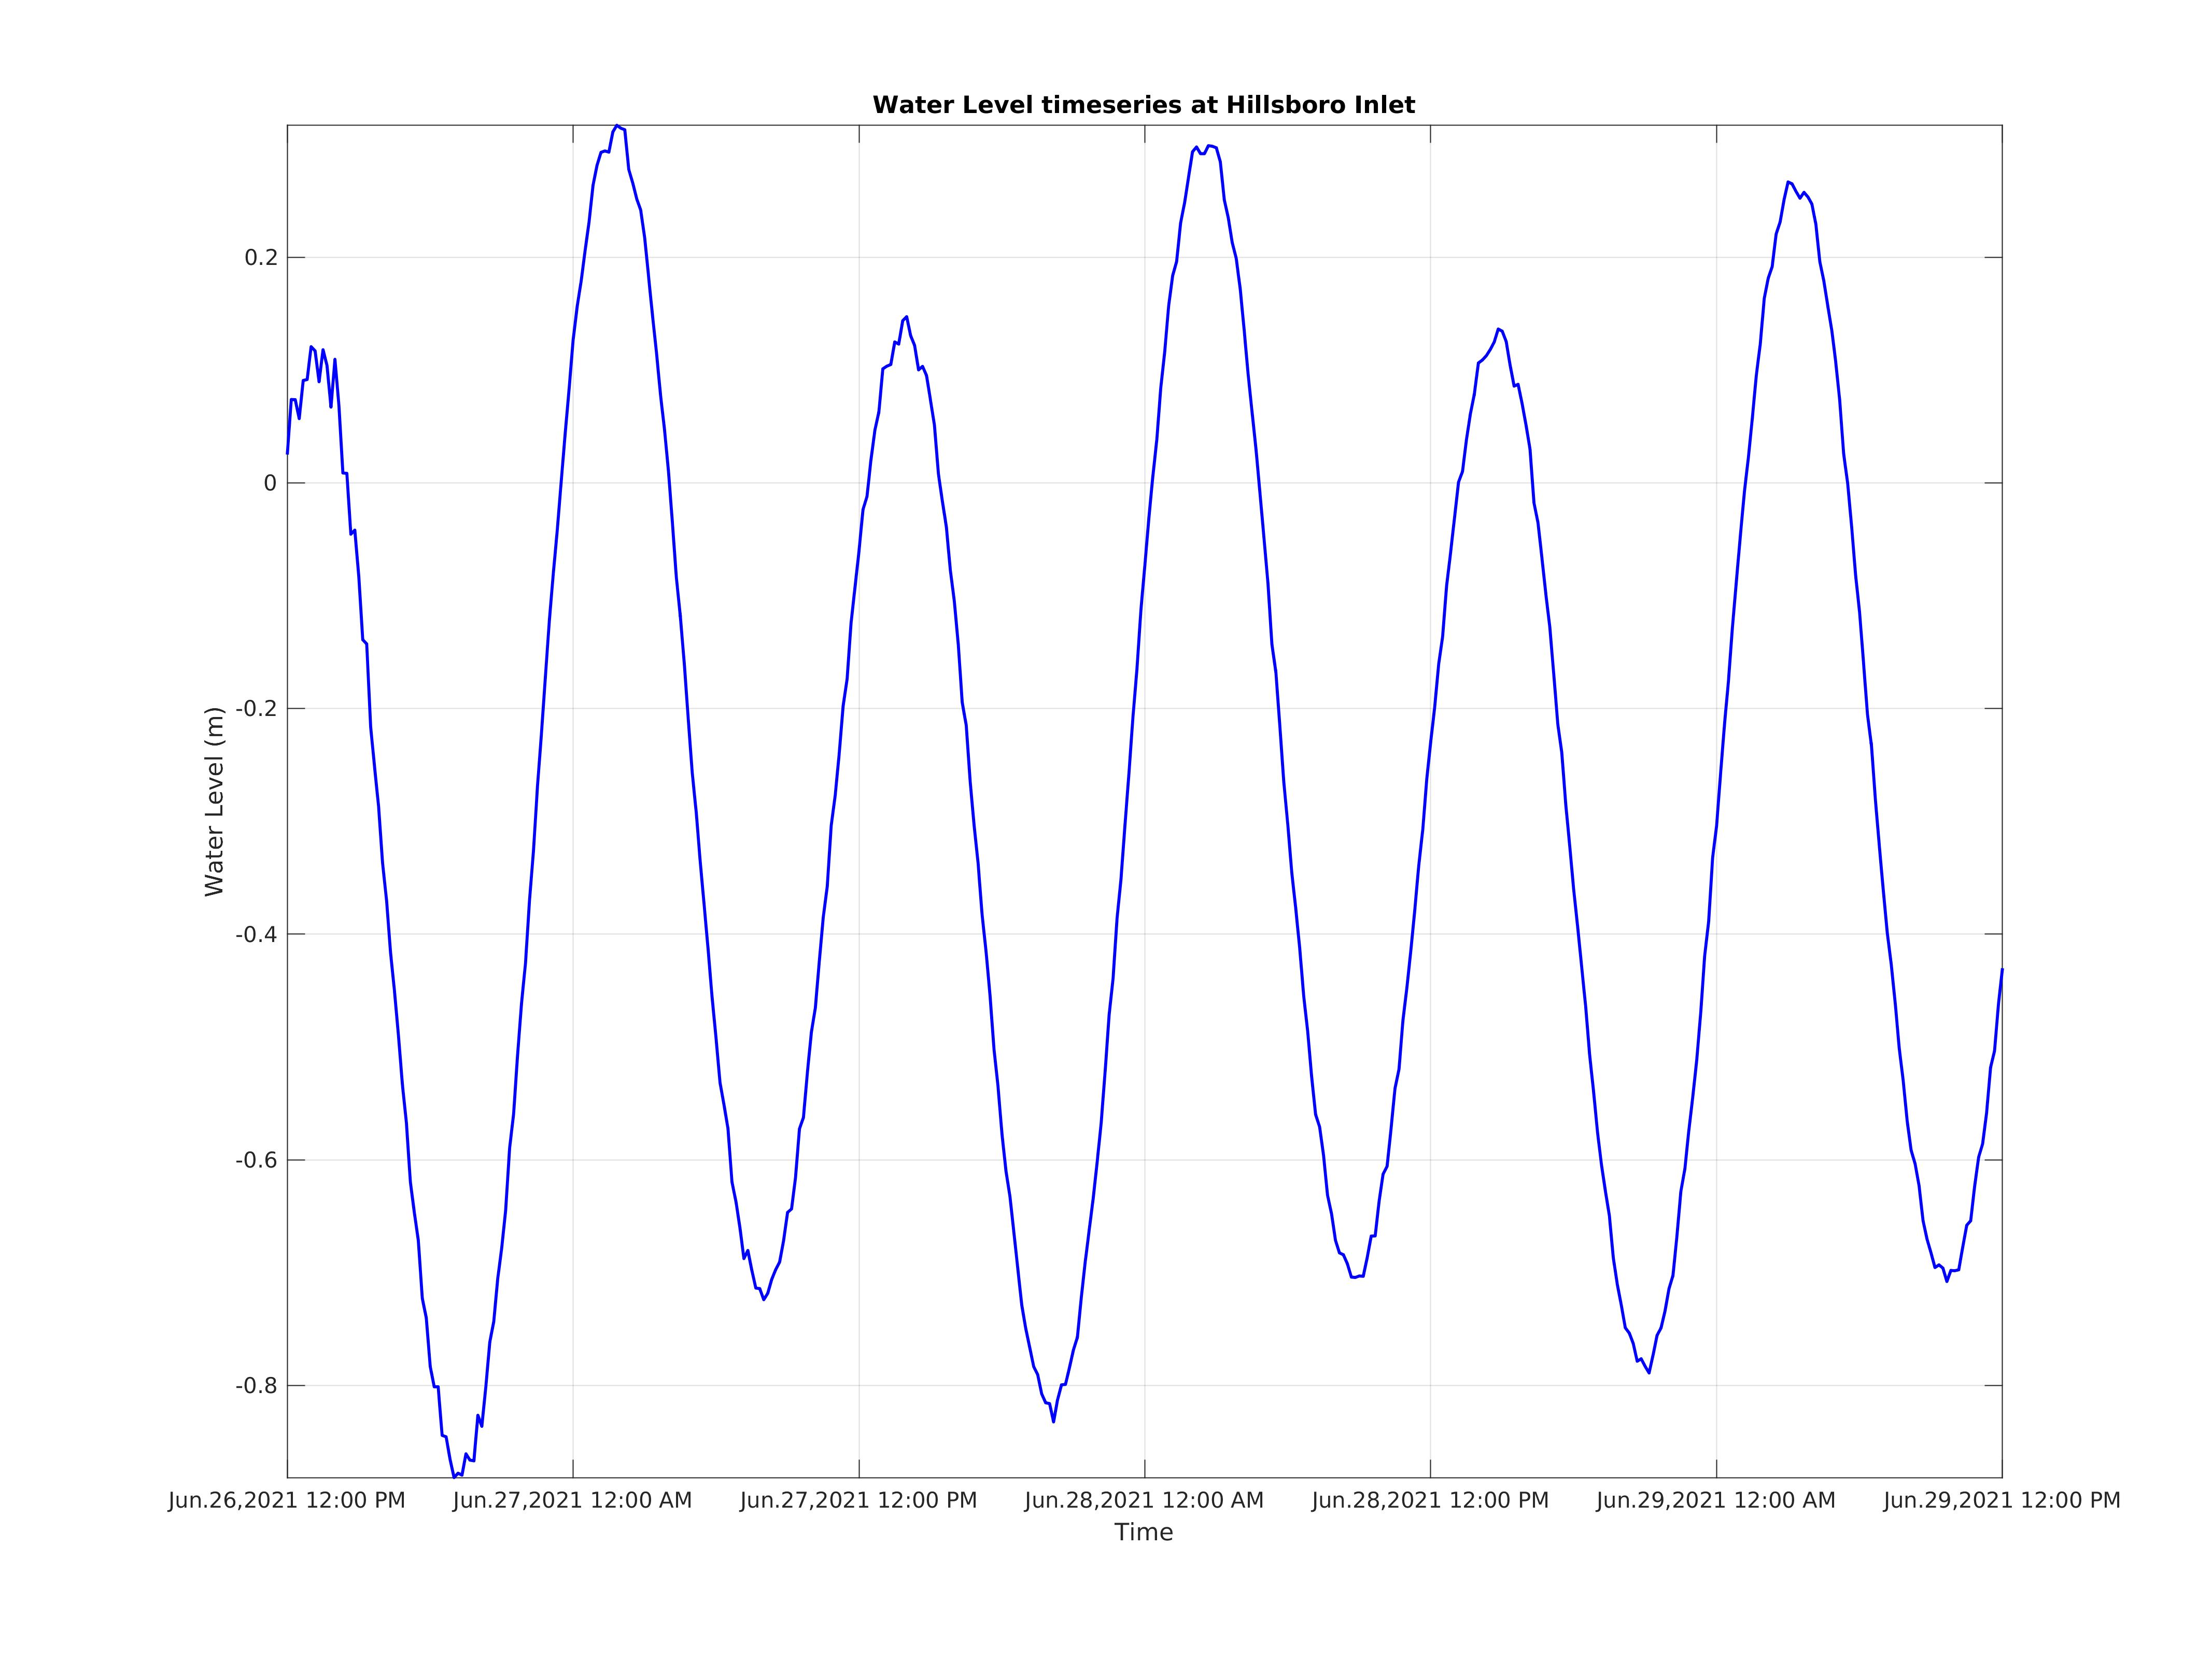 Water Level timeseries at Hillsboro Inlet
0.2
0
-0.2
-0.4
-0.6
-0.8
Water Level (m)
Jun.26,2021 12:00 PM
Jun.27,2021 12:00 AM
Jun.27,2021 12:00 PM
Jun.28,2021 12:00 AM
Jun.28,2021 12:00 PM
Jun.29,2021 12:00 AM
Jun.29,2021 12:00 PM
Time